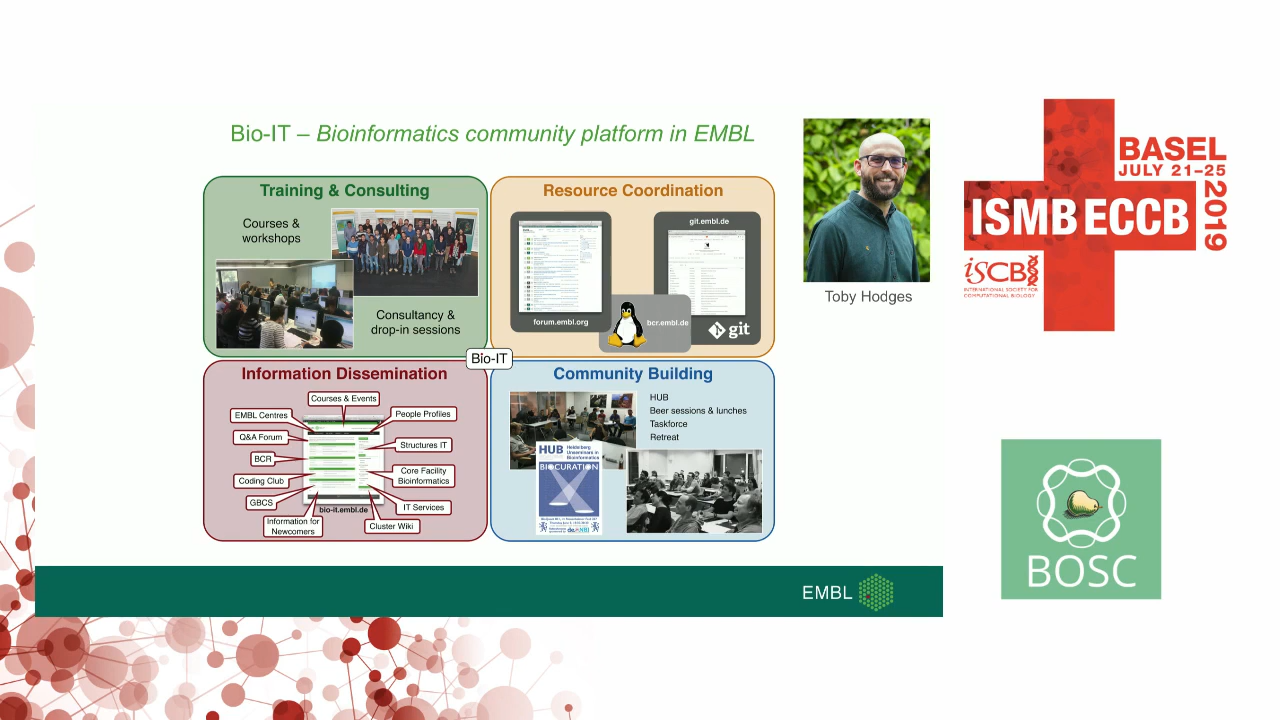 Bio-IT – Bioinformatics community platform in EMBL
Training & Consulting
Courses &
workshops
Consultancy &
drop-in sessions
Resource Coordination
forum.embl.org
git.embl.de
bcr.embl.de
git
Bio-IT
Information Dissemination
Courses & Events
EMBL Centres
People Profiles
Q&A Forum
Structures IT
BCR
Core Facility
Bioinformatics
Coding Club
GBCS
IT Services
bio-it.embl.de
Information for
Newcomers
Cluster Wiki
Community Building
HUB
Beer sessions & lunches
Taskforce
Retreat
HUB
Heidelberg
Unseminars in
Bioinformatics
BIOCURATION
EMBL
Toby Hodges
BASEL
JULY 21–25
2019
ISMB ECCB
iSCB
INTERNATIONAL SOCIETY FOR
COMPUTATIONAL BIOLOGY
BOSC